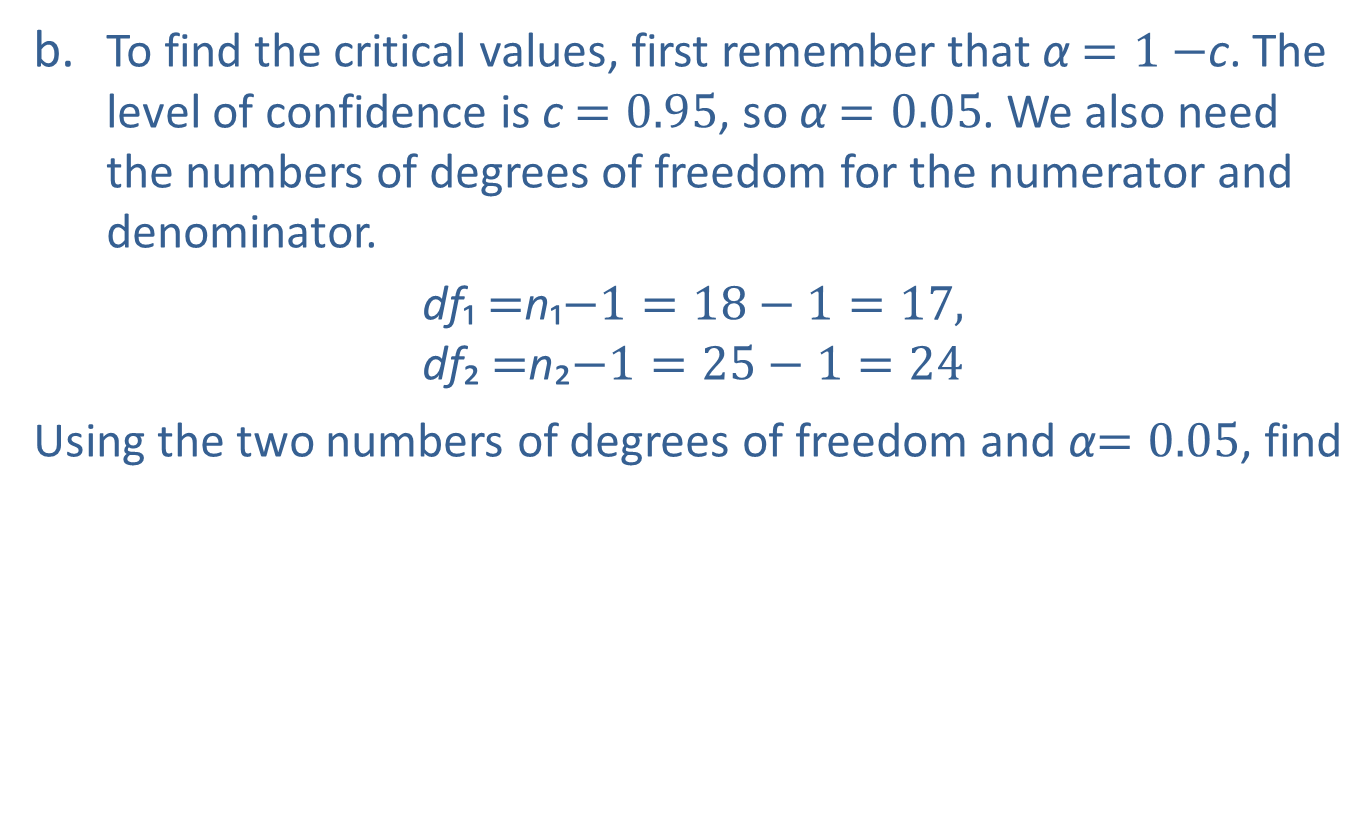 b. To find the critical values, first remember that α = 1 −c. The
level of confidence is c = 0.95, so α = 0.05. We also need
the numbers of degrees of freedom for the numerator and
denominator.
df₁ =n₁−1 = 18 − 1 = 17,
df₂ =n₂−1 = 25 − 1 = 24
Using the two numbers of degrees of freedom and α= 0.05, find